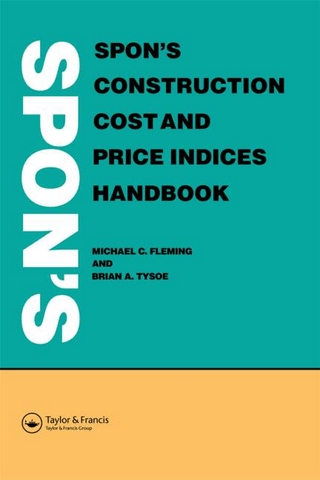 SPON'S
SPON'S
CONSTRUCTION
COST AND
PRICE INDICES
HANDBOOK
MICHAEL C. FLEMING
AND
BRIAN A. TYSOE
Taylor & Francis
Taylor & Francis Group